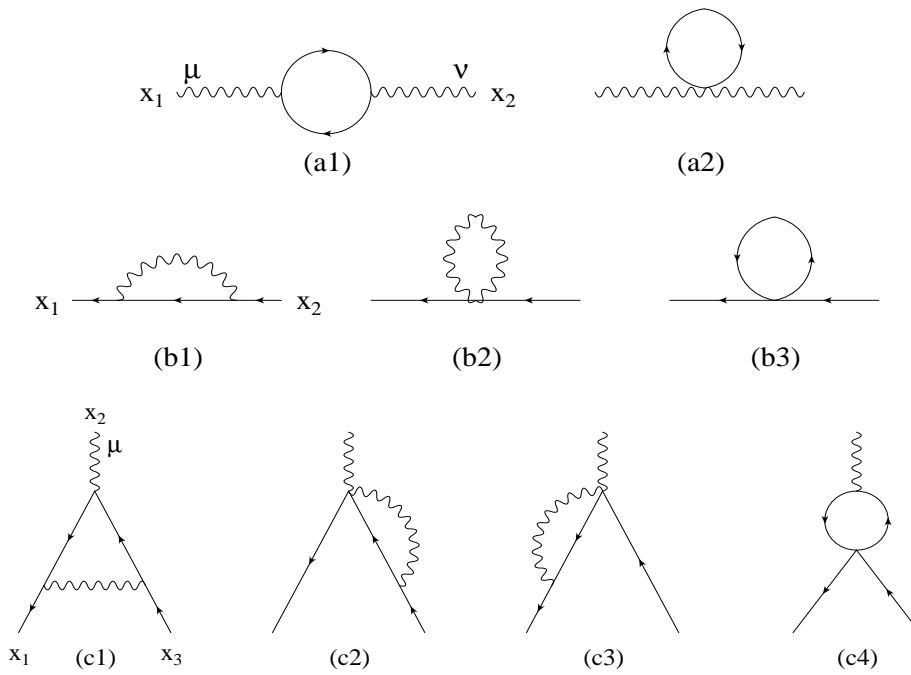 μ ν
x1 x2
(a1) (a2)
x1 x2
(b1) (b2) (b3)
x2
μ
x1 (c1) x3 (c2) (c3) (c4)